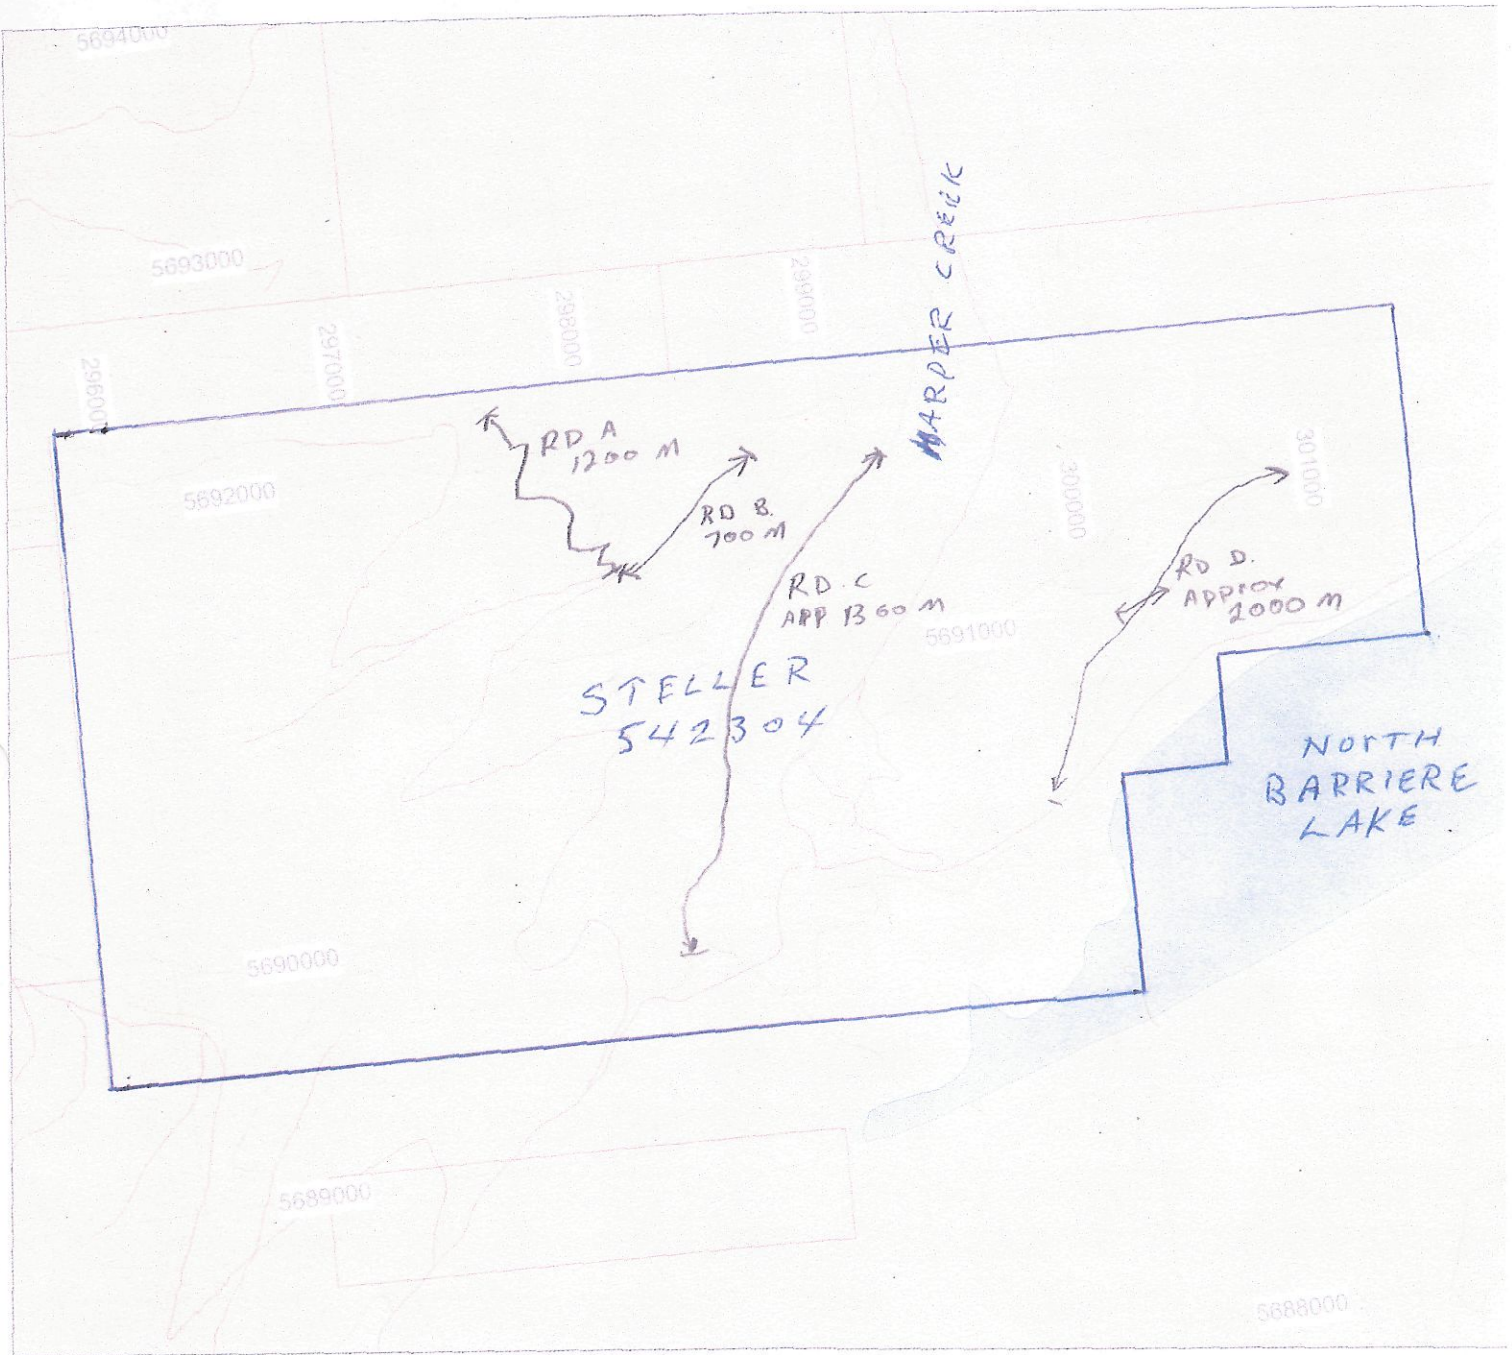 5694000
5693000
296000
297000
298000
299000
HARPER CREEK
RD A
1200 M
5692000
RD B.
700 M
300000
301000
RD. C
APP 1360 M
RD D.
APPROX
2000 M
5691000
STELLER
542304
NORTH
BARRIERE
LAKE
5690000
5689000
5688000